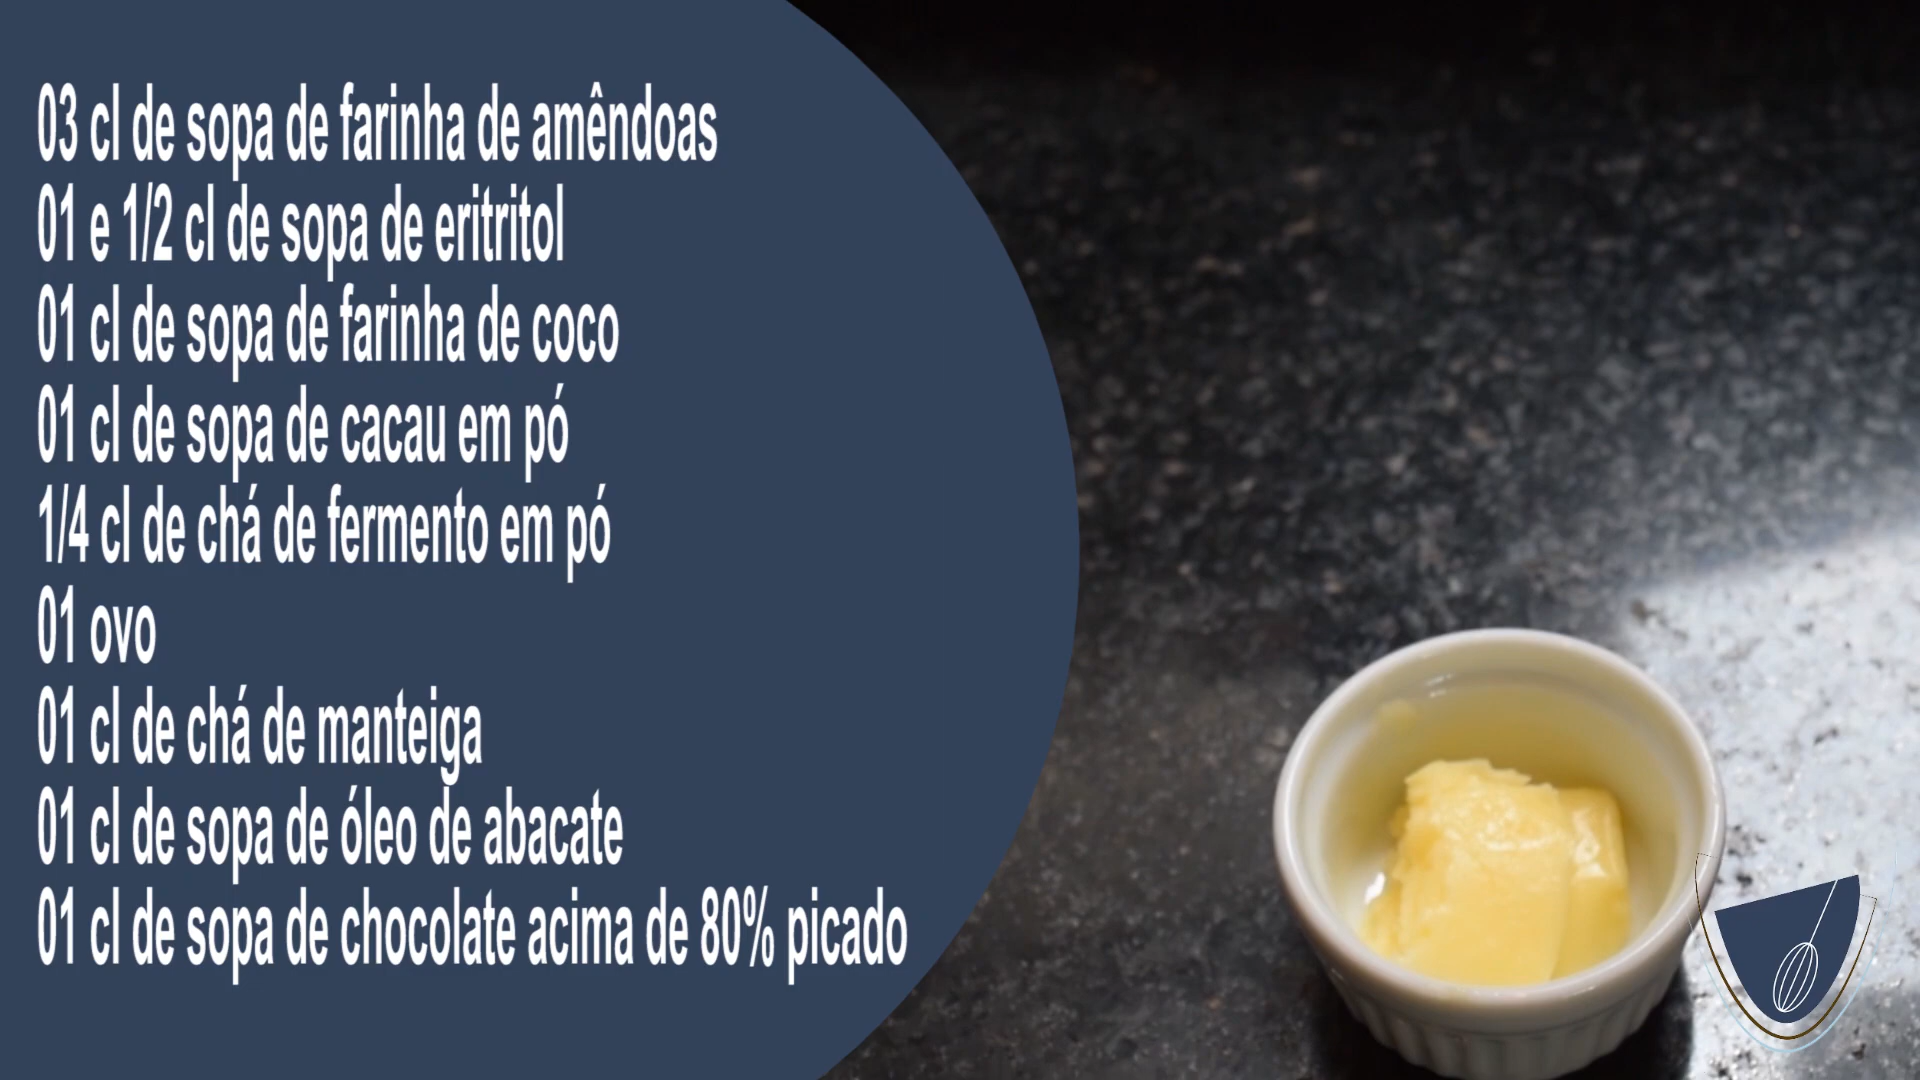 03 cl de sopa de farinha de amêndoas
01 e 1/2 cl de sopa de eritritol
01 cl de sopa de farinha de coco
01 cl de sopa de cacau em pó
1/4 cl de chá de fermento em pó
01 ovo
01 cl de chá de manteiga
01 cl de sopa de óleo de abacate
01 cl de sopa de chocolate acima de 80% picado